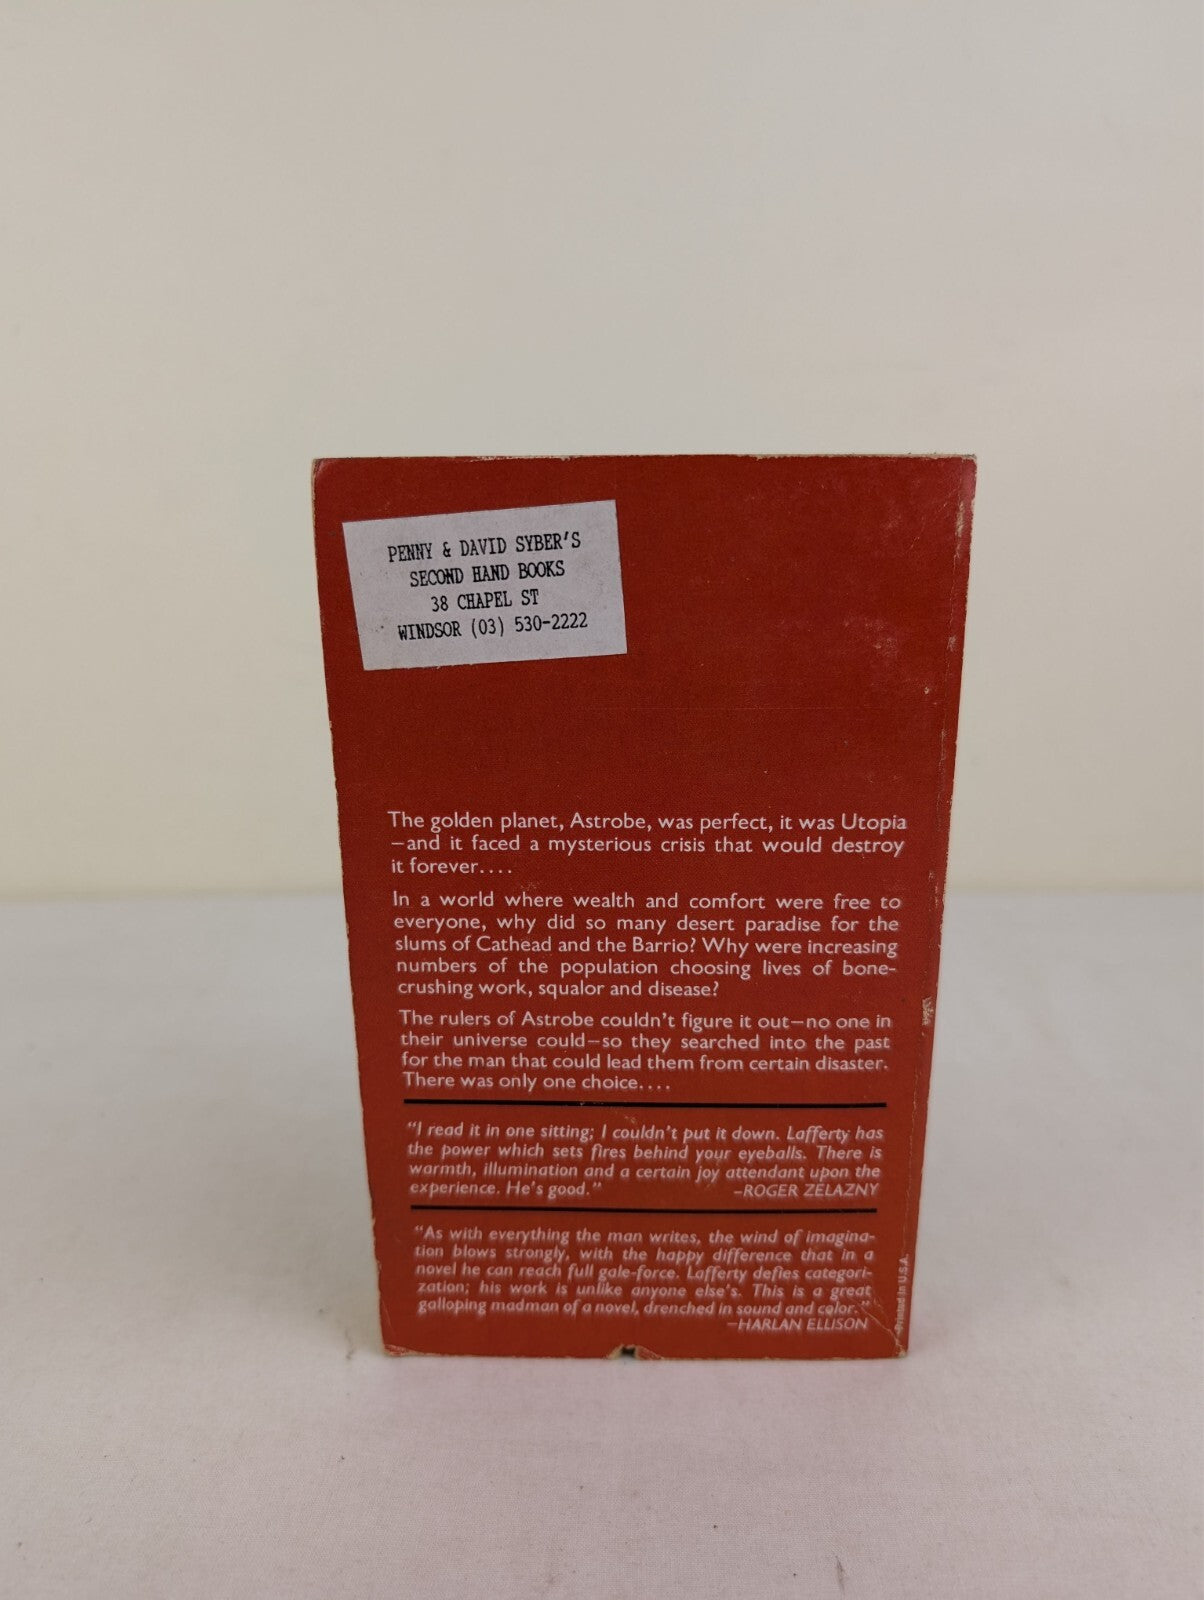 PENNY & DAVID SYBER'S
SECOND HAND BOOKS
38 CHAPEL ST
WINDSOR (03) 530-2222
The golden planet, Astrobe, was perfect, it was Utopia
—and it faced a mysterious crisis that would destroy
it forever....
In a world where wealth and comfort were free to
everyone, why did so many desert paradise for the
slums of Cathead and the Barrio? Why were increasing
numbers of the population choosing lives of bone-
crushing work, squalor and disease?
The rulers of Astrobe couldn't figure it out—no one in
their universe could—so they searched into the past
for the man that could lead them from certain disaster.
There was only one choice....
"I read it in one sitting; I couldn't put it down. Lafferty has
the power which sets fires behind your eyeballs. There is
warmth, illumination and a certain joy attendant upon the
experience. He's good." —ROGER ZELAZNY
"As with everything the man writes, the wind of imagina-
tion blows strongly, with the happy difference that in a
novel he can reach full gale-force. Lafferty defies categori-
zation; his work is unlike anyone else's. This is a great
galloping madman of a novel, drenched in sound and color."
—HARLAN ELLISON
—Printed in U.S.A.